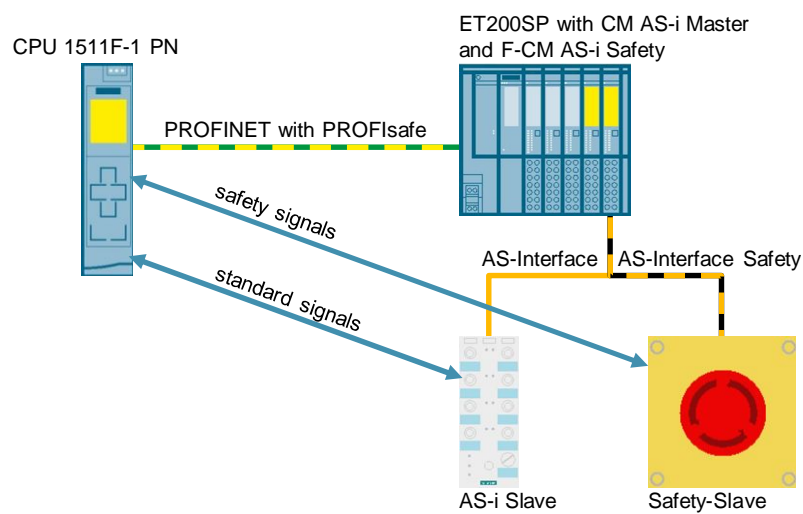 ET200SP with CM AS-i Master
and F-CM AS-i Safety
CPU 1511F-1 PN
PROFINET with PROFIsafe
safety signals
standard signals
AS-Interface
AS-Interface Safety
AS-i Slave
Safety-Slave